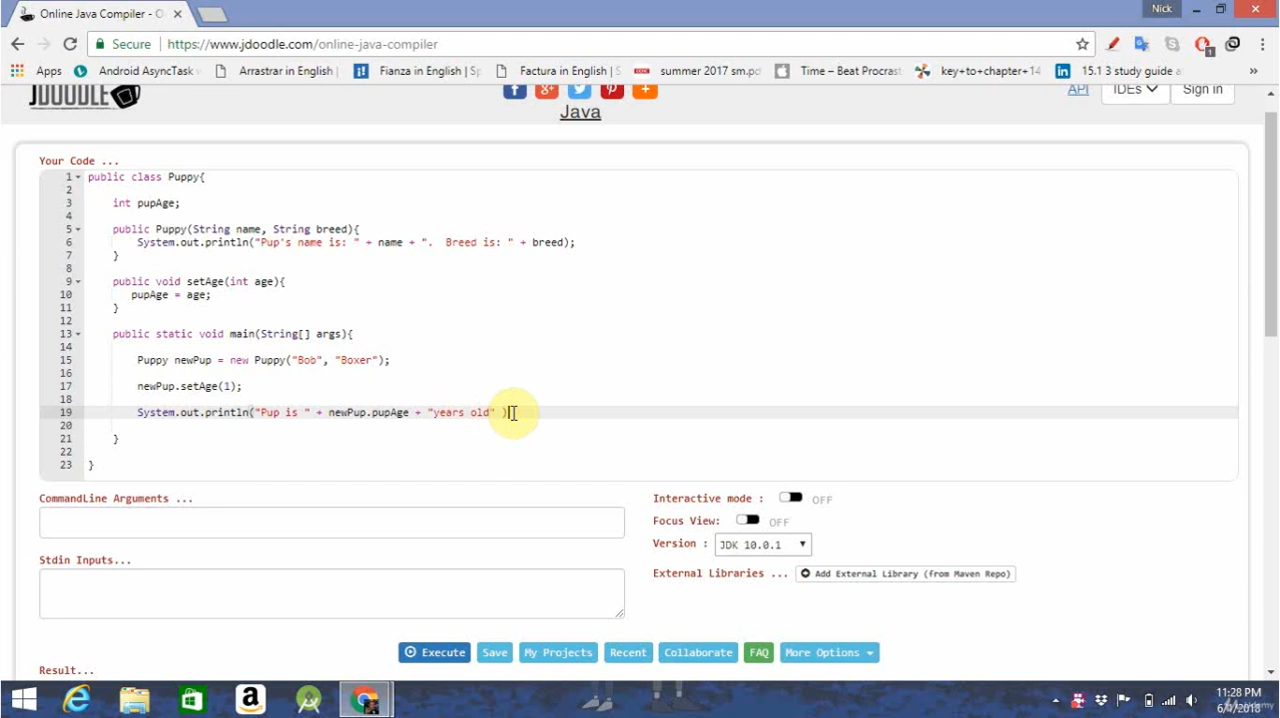 Online Java Compiler - O
Nick
Secure https://www.jdoodle.com/online-java-compiler
Apps Android AsyncTask Arrastrar in English Fianza in English | Sp Factura in English | S summer 2017 sm.pd Time – Beat Procrast key+to+chapter+14 15.1 3 study guide a »
JDOODLE
API IDEs Sign In
Java
Your Code ...
1 public class Puppy{
2
3 int pupAge;
4
5 public Puppy(String name, String breed){
6 System.out.println("Pup's name is: " + name + ".  Breed is: " + breed);
7 }
8
9 public void setAge(int age){
10 pupAge = age;
11 }
12
13 public static void main(String[] args){
14
15 Puppy newPup = new Puppy("Bob", "Boxer");
16
17 newPup.setAge(1);
18
19 System.out.println("Pup is " + newPup.pupAge + "years old" )
20
21 }
22
23 }
CommandLine Arguments ...
Interactive mode : OFF
Focus View: OFF
Version : JDK 10.0.1
Stdin Inputs...
External Libraries ... Add External Library (from Maven Repo)
Execute Save My Projects Recent Collaborate FAQ More Options
Result...
11:28 PM
6/4/2018